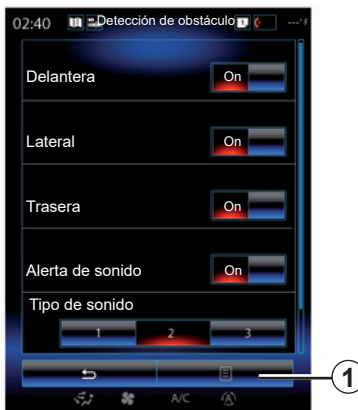 02:40 Detección de obstáculo ---°F
Delantera On
Lateral On
Trasera On
Alerta de sonido On
Tipo de sonido
1 2 3
1
A/C